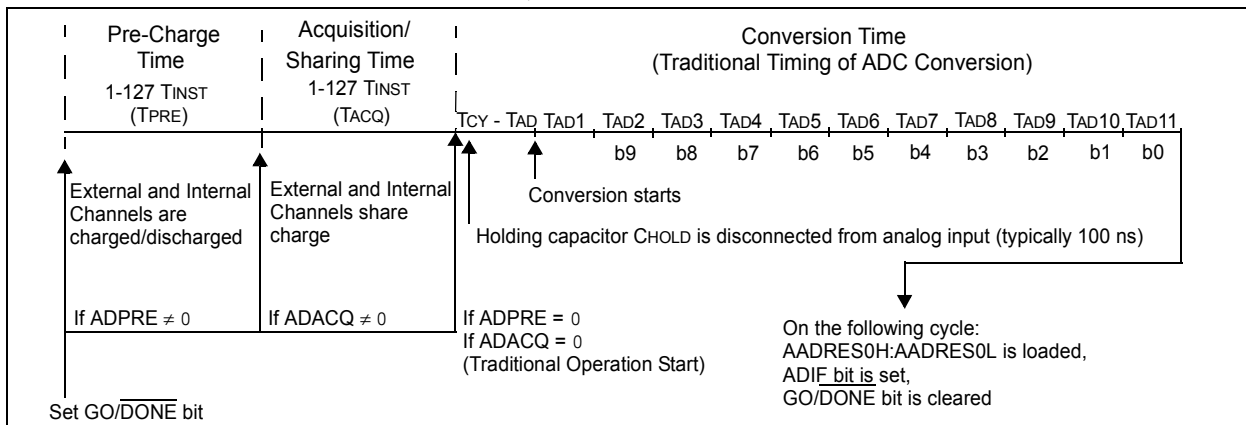 Pre-Charge
Time
1-127 TINST
(TPRE)
Acquisition/
Sharing Time
1-127 TINST
(TACQ)
Conversion Time
(Traditional Timing of ADC Conversion)
TCY - TAD TAD1 TAD2 TAD3 TAD4 TAD5 TAD6 TAD7 TAD8 TAD9 TAD10 TAD11
b9 b8 b7 b6 b5 b4 b3 b2 b1 b0
External and Internal
Channels are
charged/discharged
External and Internal
Channels share
charge
Conversion starts
Holding capacitor CHOLD is disconnected from analog input (typically 100 ns)
If ADPRE ≠ 0
If ADACQ ≠ 0
If ADPRE = 0
If ADACQ = 0
(Traditional Operation Start)
On the following cycle:
AADRES0H:AADRES0L is loaded,
ADIF bit is set,
GO/DONE bit is cleared
Set GO/DONE bit